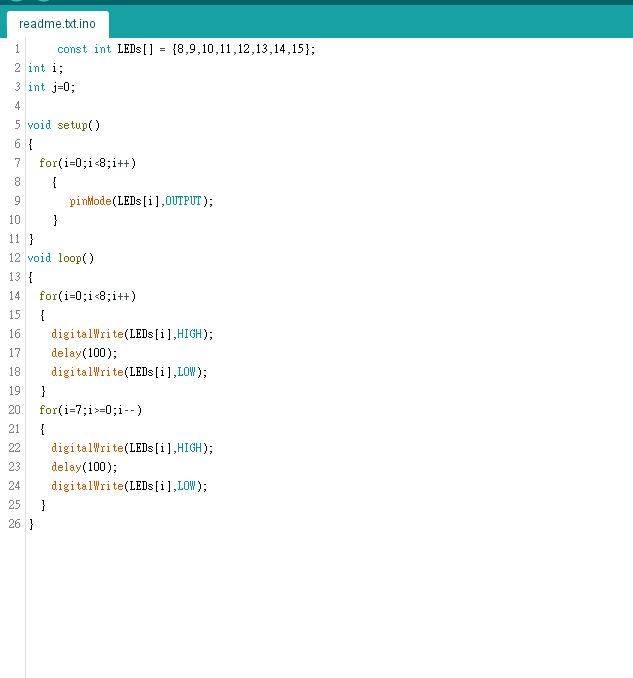 readme.txt.ino
1 const int LEDs[] = {8,9,10,11,12,13,14,15};
2 int i;
3 int j=0;
4
5 void setup()
6 {
7 for(i=0;i<8;i++)
8 {
9 pinMode(LEDs[i],OUTPUT);
10 }
11 }
12 void loop()
13 {
14 for(i=0;i<8;i++)
15 {
16 digitalWrite(LEDs[i],HIGH);
17 delay(100);
18 digitalWrite(LEDs[i],LOW);
19 }
20 for(i=7;i>=0;i--)
21 {
22 digitalWrite(LEDs[i],HIGH);
23 delay(100);
24 digitalWrite(LEDs[i],LOW);
25 }
26 }